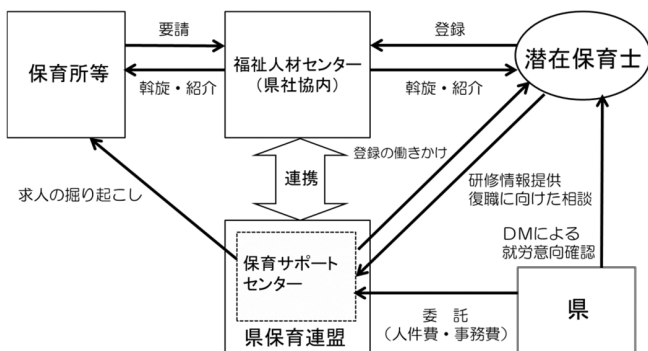 要請
登録
保育所等
福祉人材センター
（県社協内）
潜在保育士
斡旋・紹介
斡旋・紹介
登録の働きかけ
連携
研修情報提供
復職に向けた相談
求人の掘り起こし
DMによる
就労意向確認
保育サポート
センター
県保育連盟
委　託
（人件費・事務費）
県